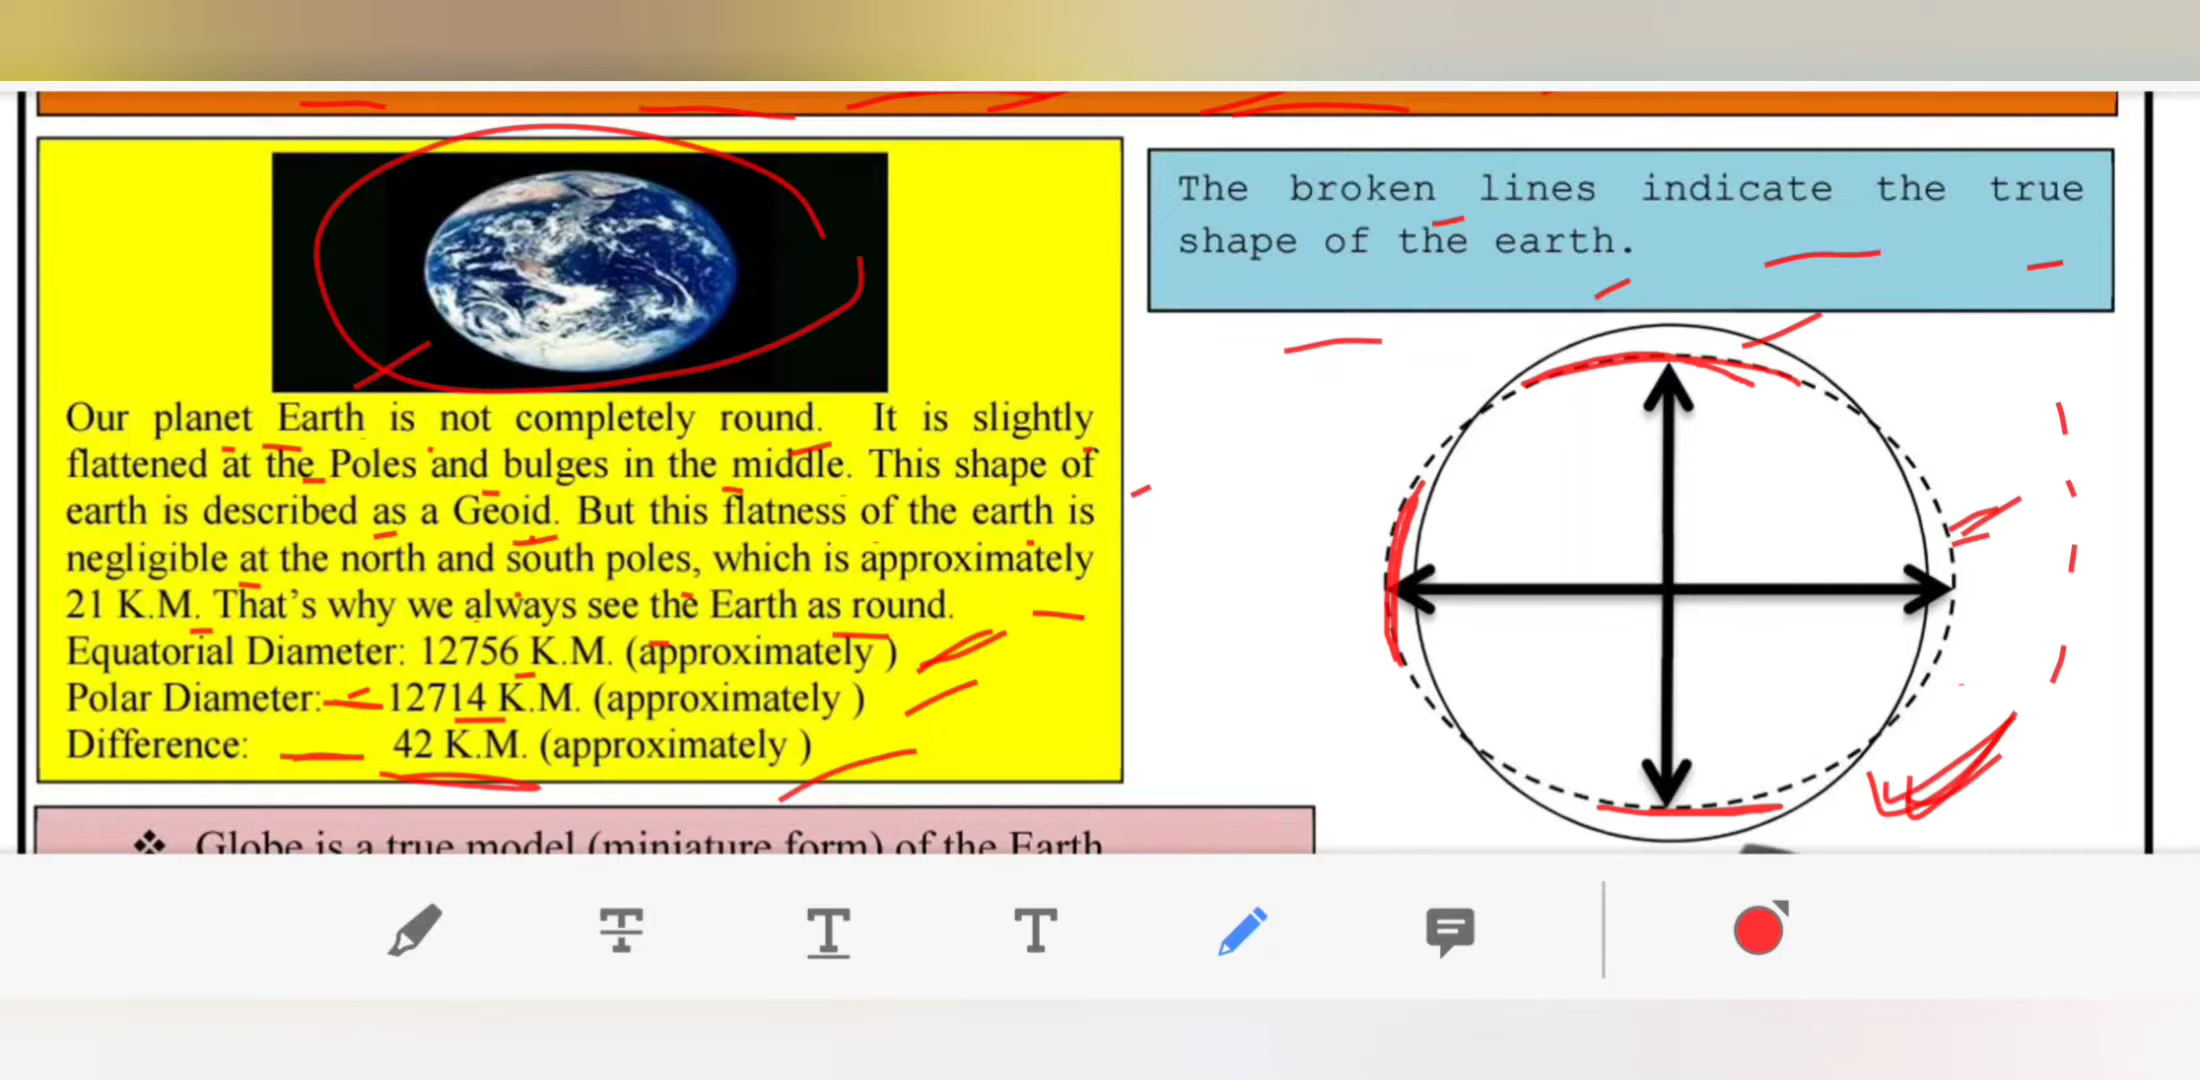 Our planet Earth is not completely round. It is slightly
flattened at the Poles and bulges in the middle. This shape of
earth is described as a Geoid. But this flatness of the earth is
negligible at the north and south poles, which is approximately
21 K.M. That's why we always see the Earth as round.
Equatorial Diameter: 12756 K.M. (approximately )
Polar Diameter: 12714 K.M. (approximately )
Difference: 42 K.M. (approximately )
The broken lines indicate the true
shape of the earth.
❖ Globe is a true model (miniature form) of the Earth